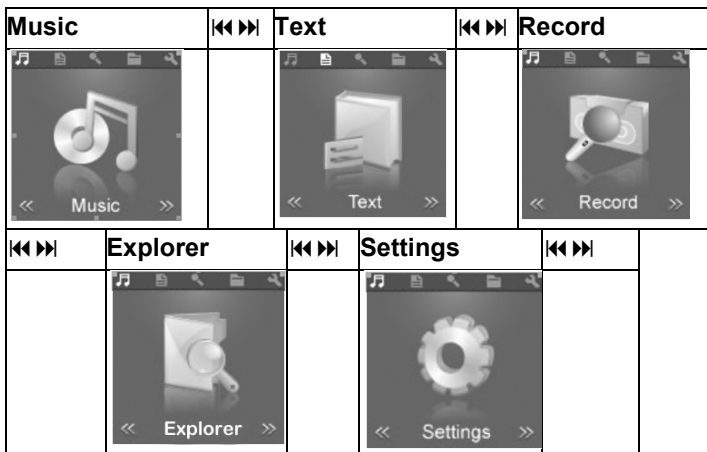 Music ⏮ ⏭ Text ⏮ ⏭ Record
« Music » « Text » « Record »
⏮ ⏭ Explorer ⏮ ⏭ Settings ⏮ ⏭
« Explorer » « Settings »